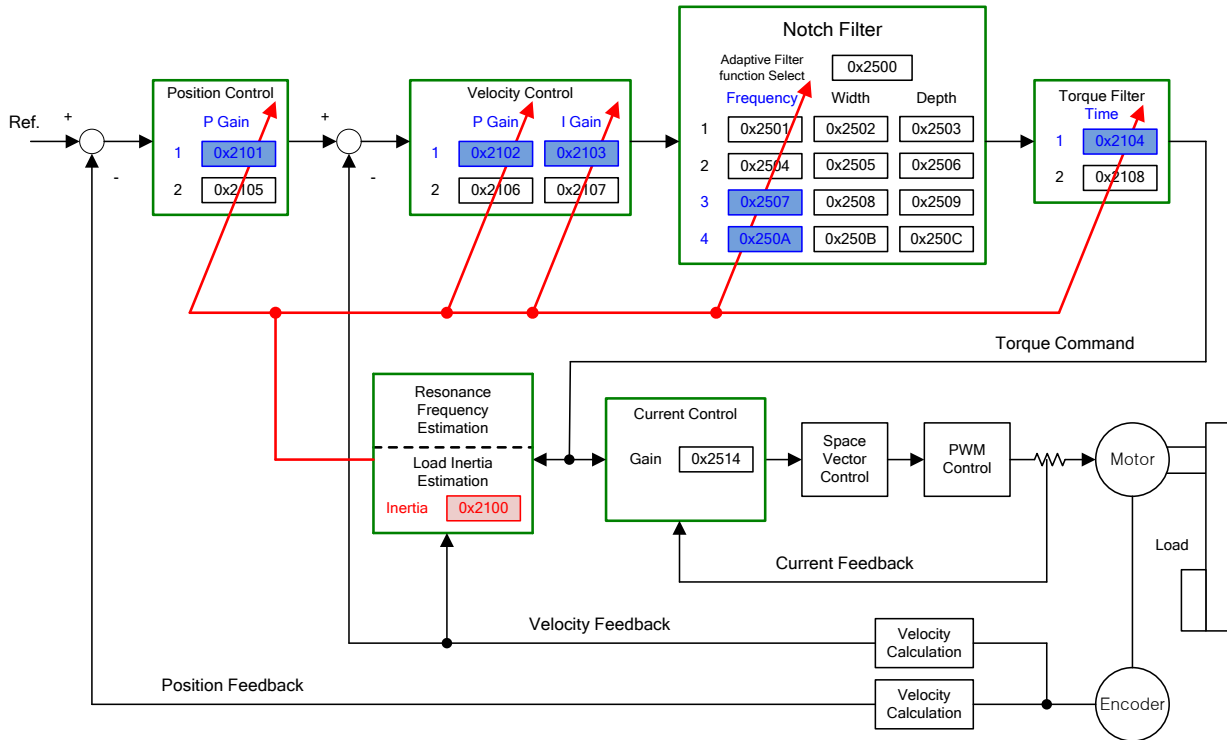 Notch Filter
Adaptive Filter
function Select
0x2500
Frequency Width Depth
1 0x2501 0x2502 0x2503
2 0x2504 0x2505 0x2506
3 0x2507 0x2508 0x2509
4 0x250A 0x250B 0x250C
Ref.
+
-
Position Control
P Gain
1 0x2101
2 0x2105
+
-
Velocity Control
P Gain I Gain
1 0x2102 0x2103
2 0x2106 0x2107
Torque Filter
Time
1 0x2104
2 0x2108
Torque Command
Resonance
Frequency
Estimation
Load Inertia
Estimation
Inertia 0x2100
Current Control
Gain 0x2514
Space
Vector
Control
PWM
Control
Motor
Load
Current Feedback
Velocity Feedback
Velocity
Calculation
Position Feedback
Velocity
Calculation
Encoder